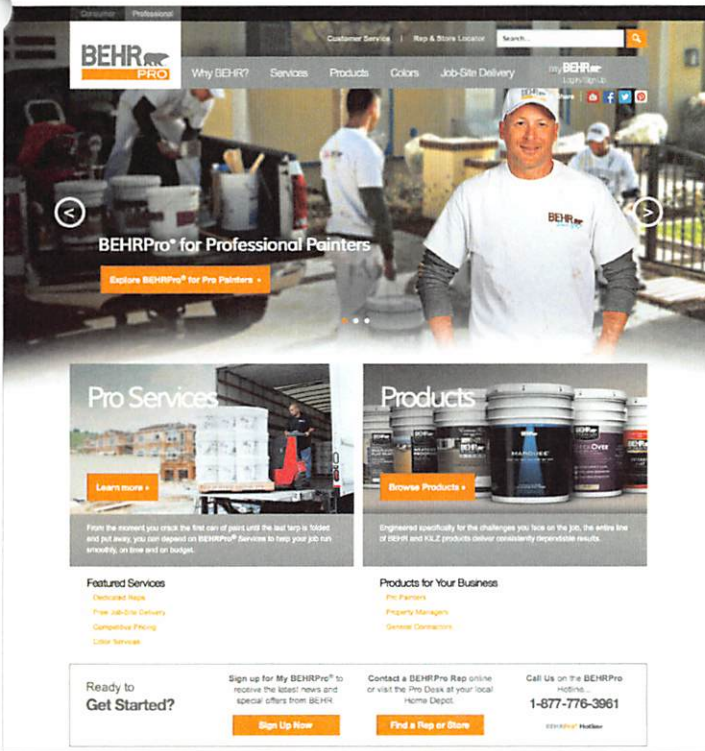 Consumer Professional
Customer Service | Rep & Store Locator Search...
BEHR
PRO
Why BEHR? Services Products Colors Job-Site Delivery
myBEHR
Login/Sign Up
BEHR
BEHR
BEHRPro® for Professional Painters
Explore BEHRPro® for Pro Painters »
Pro Services
Learn more »
From the moment you crack the first can of paint until the last tarp is folded
and put away, you can depend on BEHRPro® Services to help your job run
smoothly, on time and on budget.
Products
BEHR
MARQUEE
Browse Products »
Engineered specifically for the challenges you face on the job, the entire line
of BEHR and KILZ products deliver consistently dependable results.
Featured Services
Dedicated Reps
Free Job-Site Delivery
Competitive Pricing
Color Services
Products for Your Business
Pro Painters
Property Managers
General Contractors
Ready to
Get Started?
Sign up for My BEHRPro® to
receive the latest news and
special offers from BEHR.
Sign Up Now
Contact a BEHRPro Rep online
or visit the Pro Desk at your local
Home Depot.
Find a Rep or Store
Call Us on the BEHRPro
Hotline...
1-877-776-3961
BEHRPro® Hotline